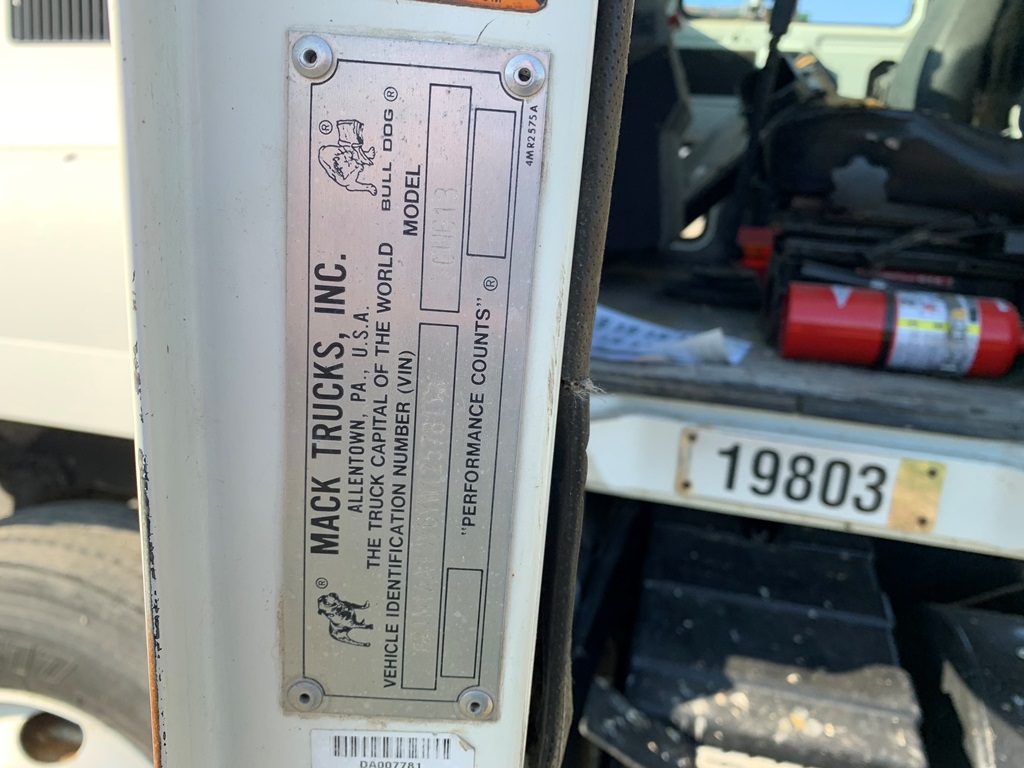 MACK TRUCKS, INC.
ALLENTOWN, PA., U.S.A.
THE TRUCK CAPITAL OF THE WORLD
BULL DOG ®
VEHICLE IDENTIFICATION NUMBER (VIN)
MODEL
"PERFORMANCE COUNTS" ®
4MR2575A
DA007781
19803